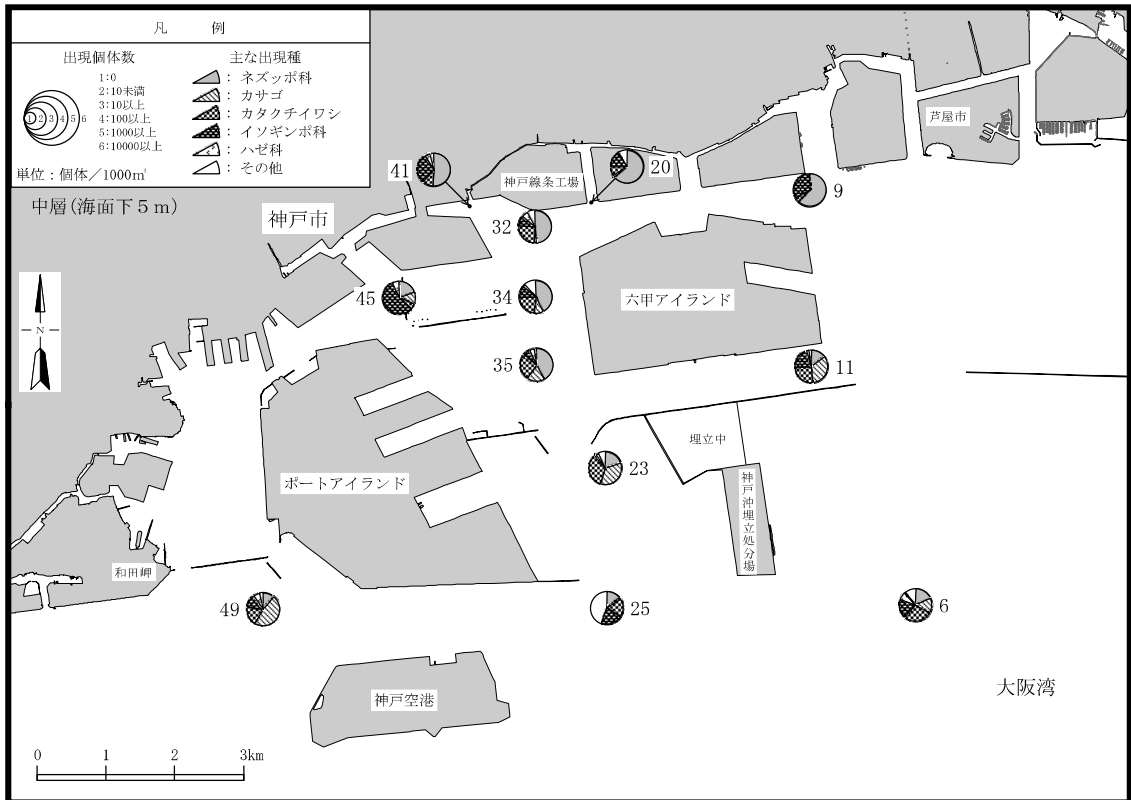 凡 例
出現個体数
1:0
2:10未満
3:10以上
4:100以上
5:1000以上
6:10000以上
1 2 3 4 5 6
単位：個体／1000㎥
主な出現種
：ネズッポ科
：カサゴ
：カタクチイワシ
：イソギンポ科
：ハゼ科
：その他
中層(海面下５ｍ)
N
芦屋市
41
20
神戸線条工場
9
神戸市
32
45
34
六甲アイランド
35
11
埋立中
23
ポートアイランド
神戸沖埋立処分場
和田岬
49
25
6
大阪湾
神戸空港
0 1 2 3km